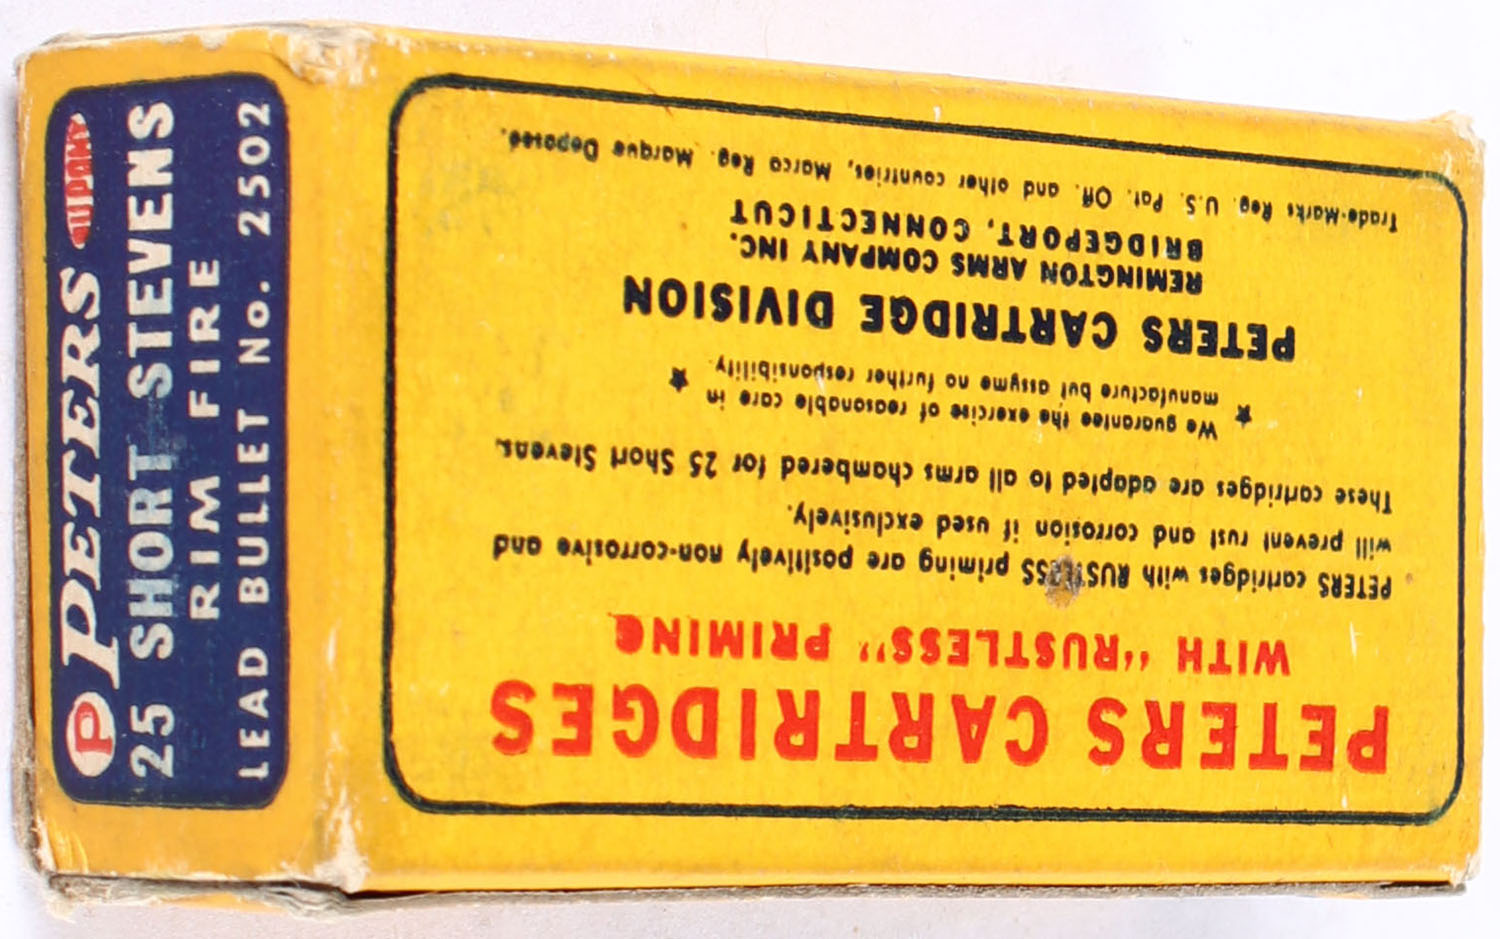 P PETERS DU PONT
25 SHORT STEVENS
RIM FIRE
LEAD BULLET No. 2502
PETERS CARTRIDGES
WITH "RUSTLESS" PRIMING
PETERS cartridges with RUSTLESS priming are positively non-corrosive and
will prevent rust and corrosion if used exclusively.
These cartridges are adapted to all arms chambered for 25 Short Stevens.
★ We guarantee the exercise of reasonable care in ★
manufacture but assume no further responsibility.
PETERS CARTRIDGE DIVISION
REMINGTON ARMS COMPANY INC.
BRIDGEPORT, CONNECTICUT
Trade-Marks Reg. U.S. Pat. Off. and other countries, Marca Reg. Marque Deposée.